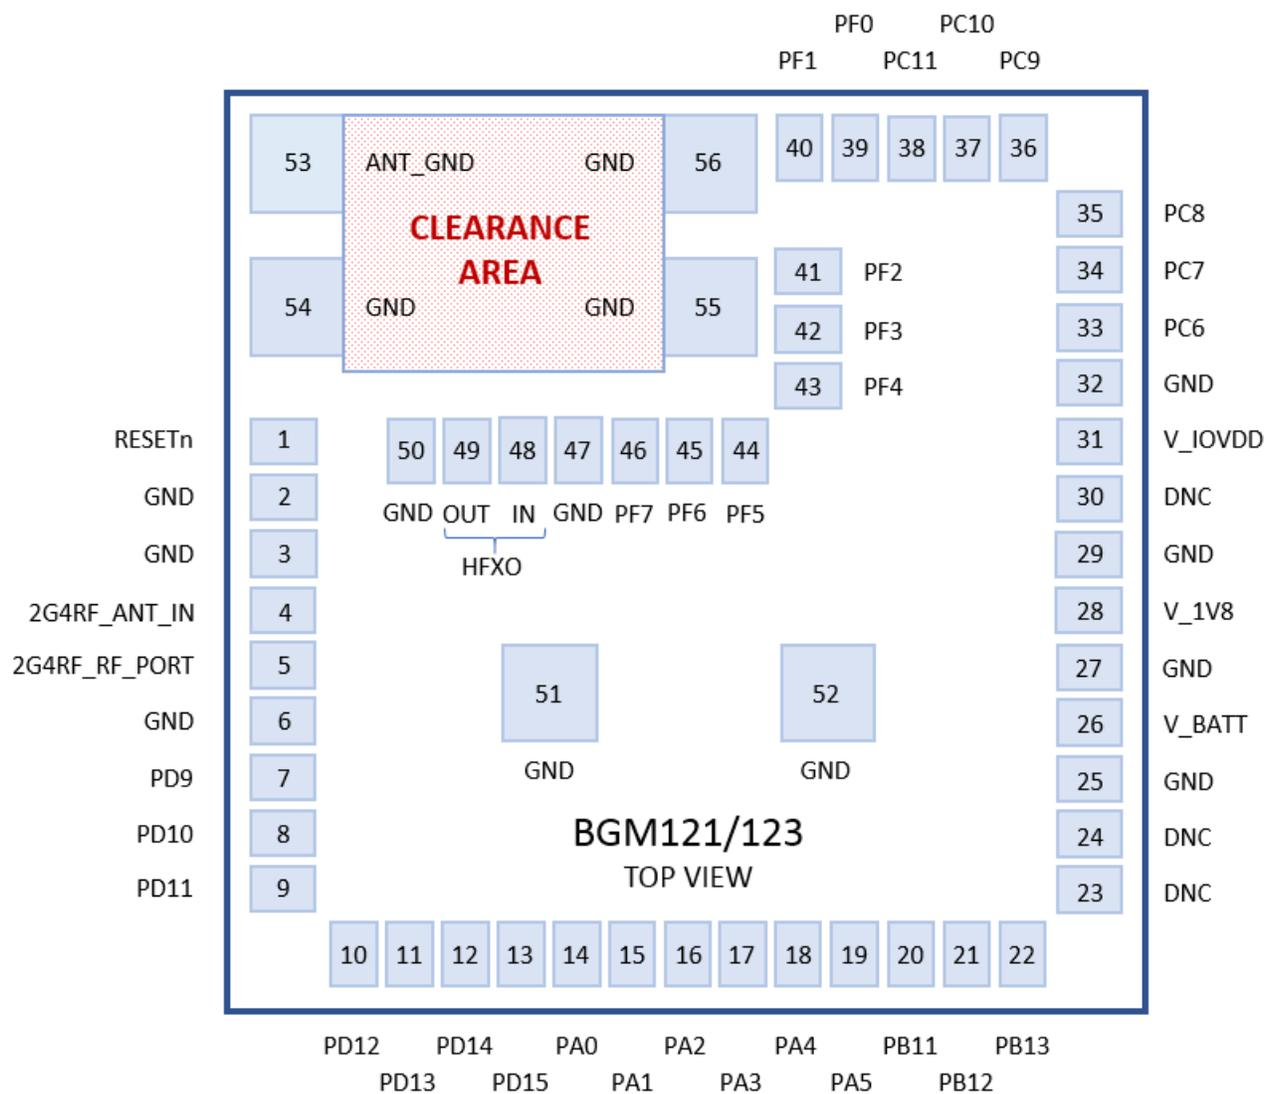 PF0 PC10
PF1 PC11 PC9
53 ANT_GND GND 56 40 39 38 37 36
CLEARANCE
AREA
35 PC8
41 PF2 34 PC7
54 GND GND 55
42 PF3 33 PC6
43 PF4 32 GND
RESETn 1 50 49 48 47 46 45 44 31 V_IOVDD
GND 2 30 DNC
GND OUT IN GND PF7 PF6 PF5
GND 3 HFXO 29 GND
2G4RF_ANT_IN 4 28 V_1V8
2G4RF_RF_PORT 5 27 GND
51 52
GND 6 26 V_BATT
GND GND
PD9 7 25 GND
PD10 8 BGM121/123 24 DNC
TOP VIEW
PD11 9 23 DNC
10 11 12 13 14 15 16 17 18 19 20 21 22
PD12 PD14 PA0 PA2 PA4 PB11 PB13
PD13 PD15 PA1 PA3 PA5 PB12